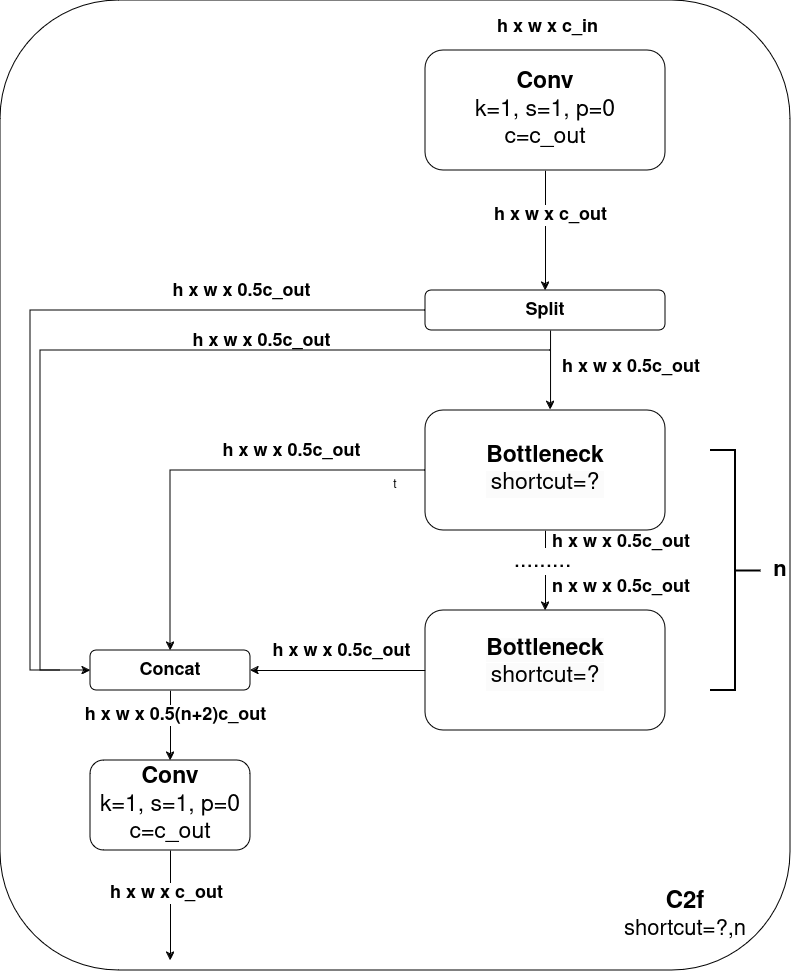 h x w x c_in
Conv
k=1, s=1, p=0
c=c_out
h x w x c_out
h x w x 0.5c_out
Split
h x w x 0.5c_out
h x w x 0.5c_out
h x w x 0.5c_out
Bottleneck
shortcut=?
t
h x w x 0.5c_out
.........
n
n x w x 0.5c_out
h x w x 0.5c_out
Bottleneck
shortcut=?
Concat
h x w x 0.5(n+2)c_out
Conv
k=1, s=1, p=0
c=c_out
h x w x c_out
C2f
shortcut=?,n